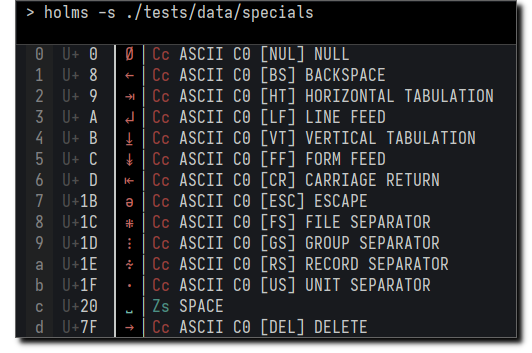 > holms -s ./tests/data/specials
0 U+ 0 Ø Cc ASCII C0 [NUL] NULL
1 U+ 8 ← Cc ASCII C0 [BS] BACKSPACE
2 U+ 9 ⇥ Cc ASCII C0 [HT] HORIZONTAL TABULATION
3 U+ A ↲ Cc ASCII C0 [LF] LINE FEED
4 U+ B ⤓ Cc ASCII C0 [VT] VERTICAL TABULATION
5 U+ C ↡ Cc ASCII C0 [FF] FORM FEED
6 U+ D ⇤ Cc ASCII C0 [CR] CARRIAGE RETURN
7 U+1B ə Cc ASCII C0 [ESC] ESCAPE
8 U+1C ⁜ Cc ASCII C0 [FS] FILE SEPARATOR
9 U+1D ⁝ Cc ASCII C0 [GS] GROUP SEPARATOR
a U+1E ÷ Cc ASCII C0 [RS] RECORD SEPARATOR
b U+1F · Cc ASCII C0 [US] UNIT SEPARATOR
c U+20 ␣ Zs SPACE
d U+7F → Cc ASCII C0 [DEL] DELETE